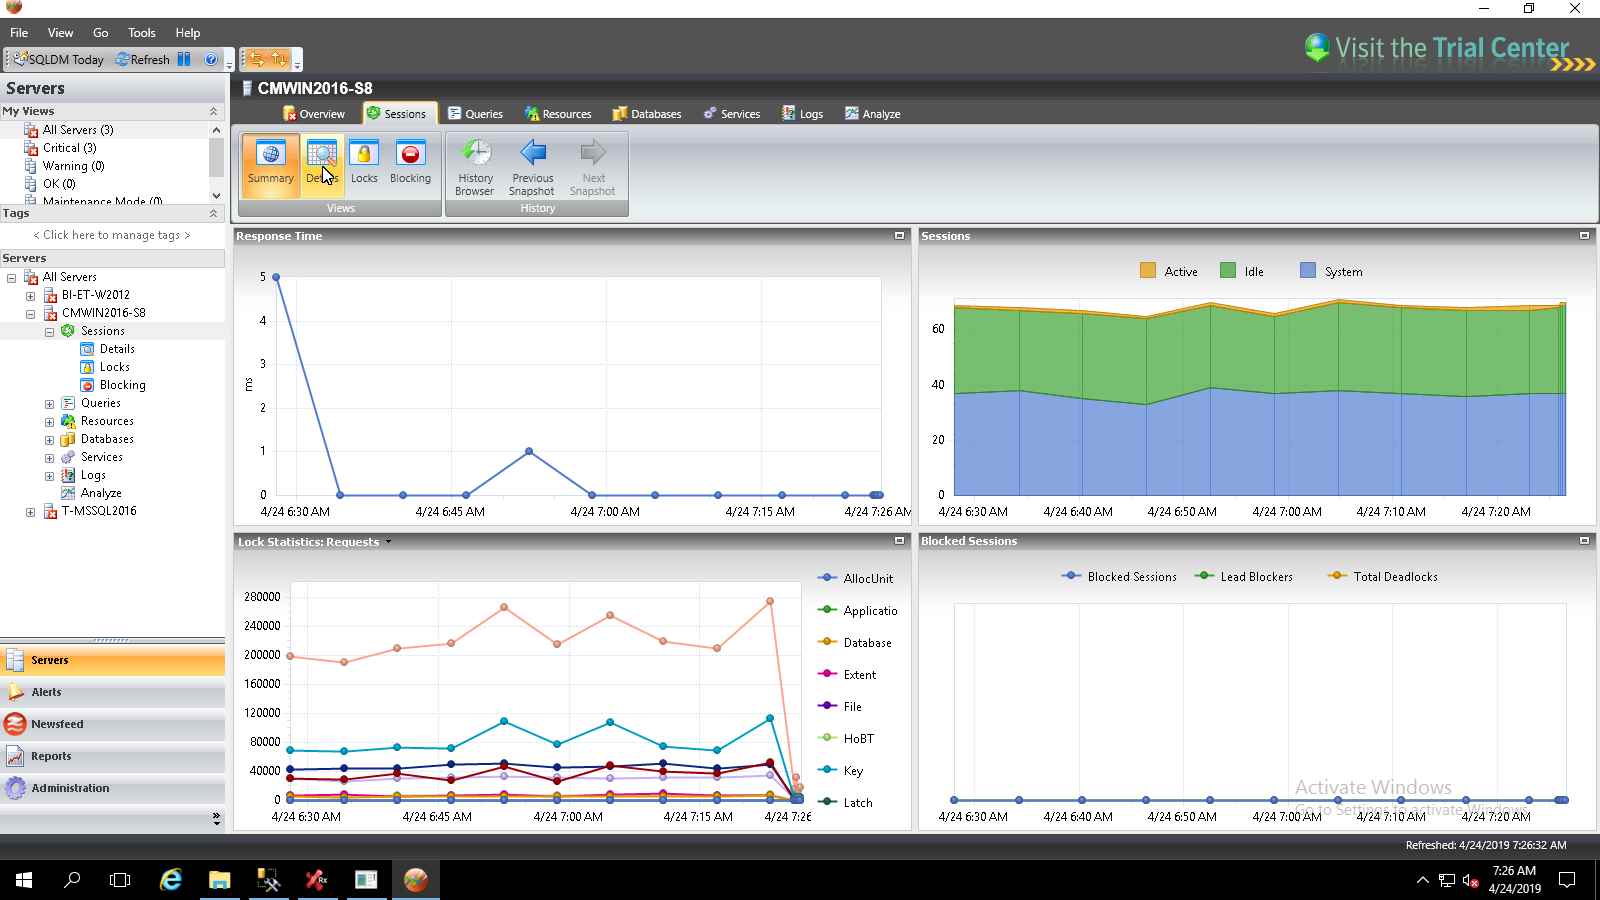 File View Go Tools Help
SQLDM Today Refresh
Visit the Trial Center
Servers
CMWIN2016-S8
My Views
Overview Sessions Queries Resources Databases Services Logs Analyze
All Servers (3)
Critical (3)
Warning (0)
OK (0)
Maintenance Mode (0)
Summary Details Locks Blocking
Views
History Browser
Previous Snapshot
Next Snapshot
History
Tags
< Click here to manage tags >
Servers
All Servers
BI-ET-W2012
CMWIN2016-S8
Sessions
Details
Locks
Blocking
Queries
Resources
Databases
Services
Logs
Analyze
T-MSSQL2016
Servers
Alerts
Newsfeed
Reports
Administration
Response Time
ms
5
4
3
2
1
0
4/24 6:30 AM 4/24 6:45 AM 4/24 7:00 AM 4/24 7:15 AM 4/24 7:26 AM
Sessions
Active Idle System
60
40
20
0
4/24 6:30 AM 4/24 6:40 AM 4/24 6:50 AM 4/24 7:00 AM 4/24 7:10 AM 4/24 7:20 AM
Lock Statistics: Requests
280000
240000
200000
160000
120000
80000
40000
0
4/24 6:30 AM 4/24 6:45 AM 4/24 7:00 AM 4/24 7:15 AM 4/24 7:26
AllocUnit
Applicatio
Database
Extent
File
HoBT
Key
Latch
Blocked Sessions
Blocked Sessions Lead Blockers Total Deadlocks
4/24 6:30 AM 4/24 6:40 AM 4/24 6:50 AM 4/24 7:00 AM 4/24 7:10 AM 4/24 7:20 AM
Activate Windows
Go to Settings to activate Windows.
Refreshed: 4/24/2019 7:26:32 AM
7:26 AM
4/24/2019